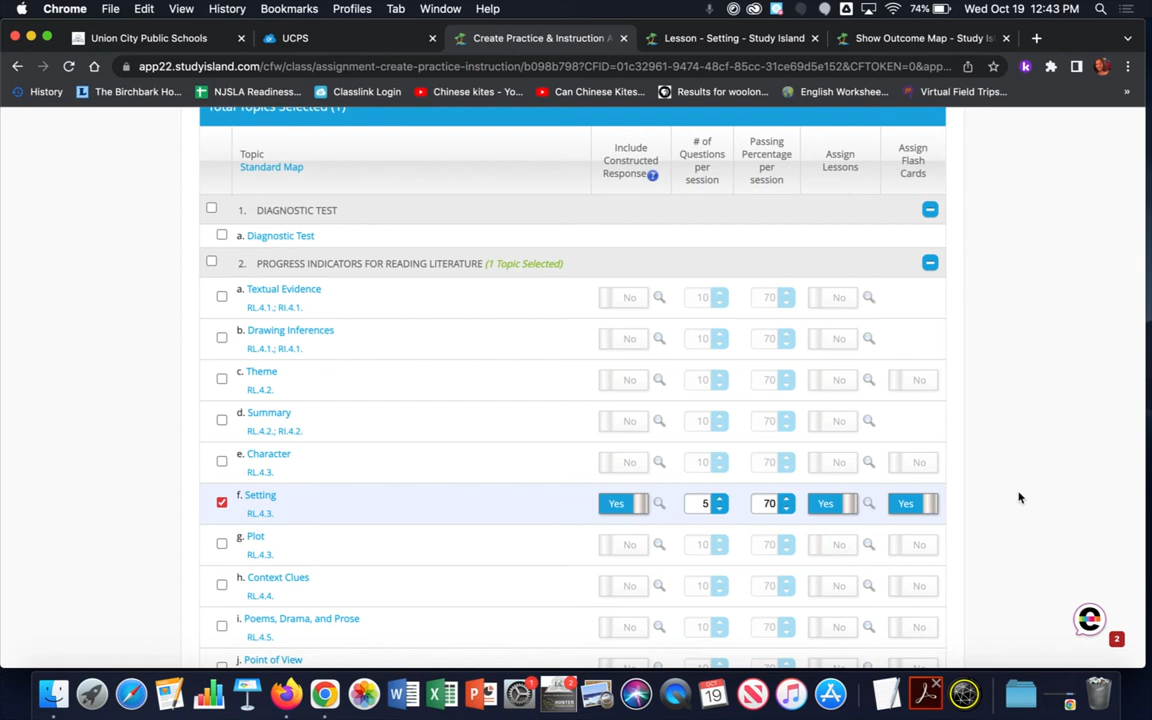 Chrome File Edit View History Bookmarks Profiles Tab Window Help 74% Wed Oct 19 12:43 PM
Union City Public Schools UCPS Create Practice & Instruction A Lesson - Setting - Study Island Show Outcome Map - Study Is
app22.studyisland.com/cfw/class/assignment-create-practice-instruction/b098b798?CFID=01c32961-9474-48cf-85cc-31ce69d5e152&CFTOKEN=0&app...
History The Birchbark Ho... NJSLA Readiness... Classlink Login Chinese kites - Yo... Can Chinese Kites... Results for woolon... English Workshee... Virtual Field Trips...
Total Topics Selected (1)
Topic
Standard Map
Include Constructed Response
# of Questions per session
Passing Percentage per session
Assign Lessons
Assign Flash Cards
1. DIAGNOSTIC TEST
a. Diagnostic Test
2. PROGRESS INDICATORS FOR READING LITERATURE (1 Topic Selected)
a. Textual Evidence No 10 70 No
RL.4.1.; RI.4.1.
b. Drawing Inferences No 10 70 No
RL.4.1.; RI.4.1.
c. Theme No 10 70 No No
RL.4.2.
d. Summary No 10 70 No
RL.4.2.; RI.4.2.
e. Character No 10 70 No No
RL.4.3.
f. Setting Yes 5 70 Yes Yes
RL.4.3.
g. Plot No 10 70 No No
RL.4.3.
h. Context Clues No 10 70 No No
RL.4.4.
i. Poems, Drama, and Prose No 10 70 No No
RL.4.5.
j. Point of View
2
OCT
19